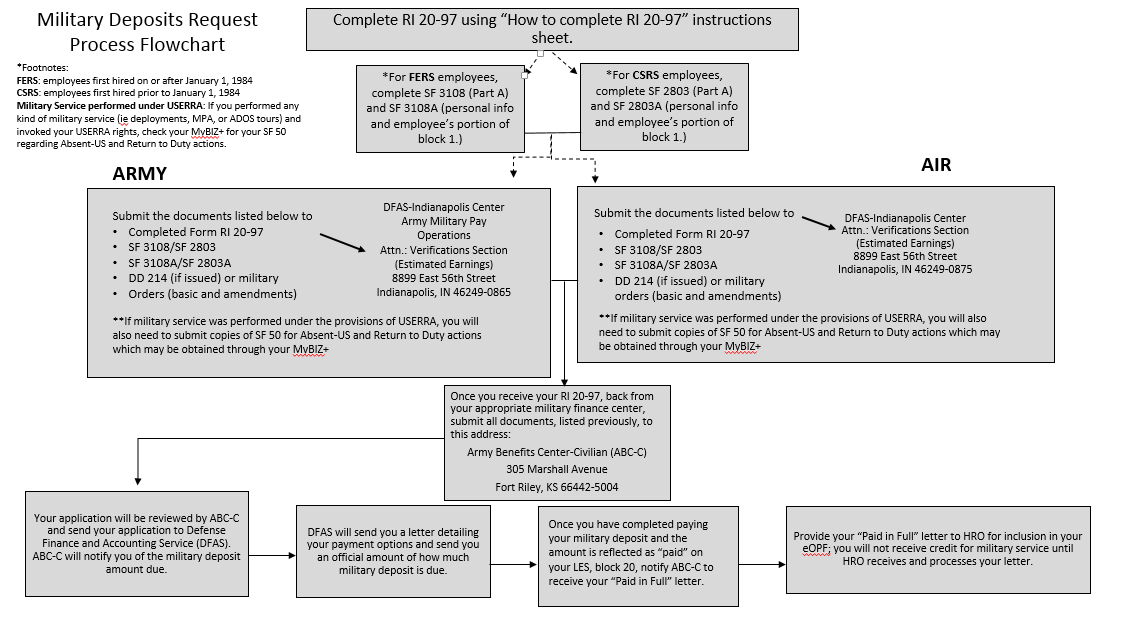 Military Deposits Request
Process Flowchart
*Footnotes:
FERS: employees first hired on or after January 1, 1984
CSRS: employees first hired prior to January 1, 1984
Military Service performed under USERRA: If you performed any
kind of military service (ie deployments, MPA, or ADOS tours) and
invoked your USERRA rights, check your MyBIZ+ for your SF 50
regarding Absent-US and Return to Duty actions.
Complete RI 20-97 using “How to complete RI 20-97” instructions
sheet.
*For FERS employees,
complete SF 3108 (Part A)
and SF 3108A (personal info
and employee’s portion of
block 1.)
*For CSRS employees,
complete SF 2803 (Part A)
and SF 2803A (personal info
and employee’s portion of
block 1.)
ARMY
Submit the documents listed below to
• Completed Form RI 20-97
• SF 3108/SF 2803
• SF 3108A/SF 2803A
• DD 214 (if issued) or military
• Orders (basic and amendments)
DFAS-Indianapolis Center
Army Military Pay
Operations
Attn.: Verifications Section
(Estimated Earnings)
8899 East 56th Street
Indianapolis, IN 46249-0865
**If military service was performed under the provisions of USERRA, you will
also need to submit copies of SF 50 for Absent-US and Return to Duty actions
which may be obtained through your MyBIZ+
AIR
Submit the documents listed below to
• Completed Form RI 20-97
• SF 3108/SF 2803
• SF 3108A/SF 2803A
• DD 214 (if issued) or military
orders (basic and amendments)
DFAS-Indianapolis Center
Attn.: Verifications Section
(Estimated Earnings)
8899 East 56th Street
Indianapolis, IN 46249-0875
**If military service was performed under the provisions of USERRA, you will also
need to submit copies of SF 50 for Absent-US and Return to Duty actions which may
be obtained through your MyBIZ+
Once you receive your RI 20-97, back from
your appropriate military finance center,
submit all documents, listed previously, to
this address:
Army Benefits Center-Civilian (ABC-C)
305 Marshall Avenue
Fort Riley, KS 66442-5004
Your application will be reviewed by ABC-C
and send your application to Defense
Finance and Accounting Service (DFAS).
ABC-C will notify you of the military deposit
amount due.
DFAS will send you a letter detailing
your payment options and send you
an official amount of how much
military deposit is due.
Once you have completed paying
your military deposit and the
amount is reflected as “paid” on
your LES, block 20, notify ABC-C to
receive your “Paid in Full” letter.
Provide your “Paid in Full” letter to HRO for inclusion in your
eOPF; you will not receive credit for military service until
HRO receives and processes your letter.